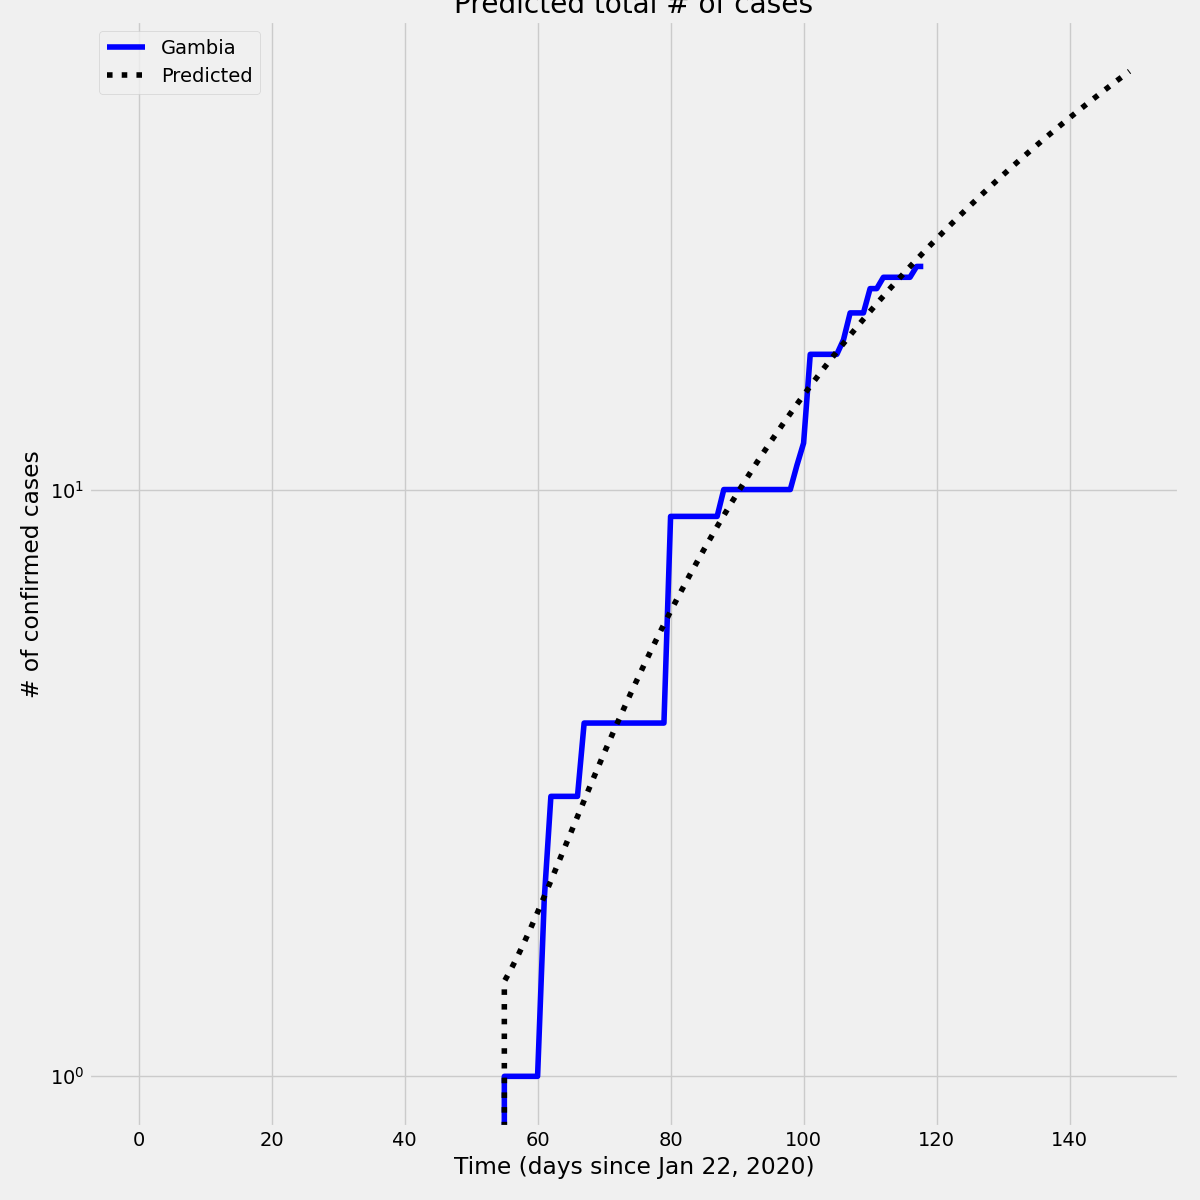 Predicted total # of cases
Gambia
Predicted
# of confirmed cases
10¹
10⁰
0 20 40 60 80 100 120 140
Time (days since Jan 22, 2020)